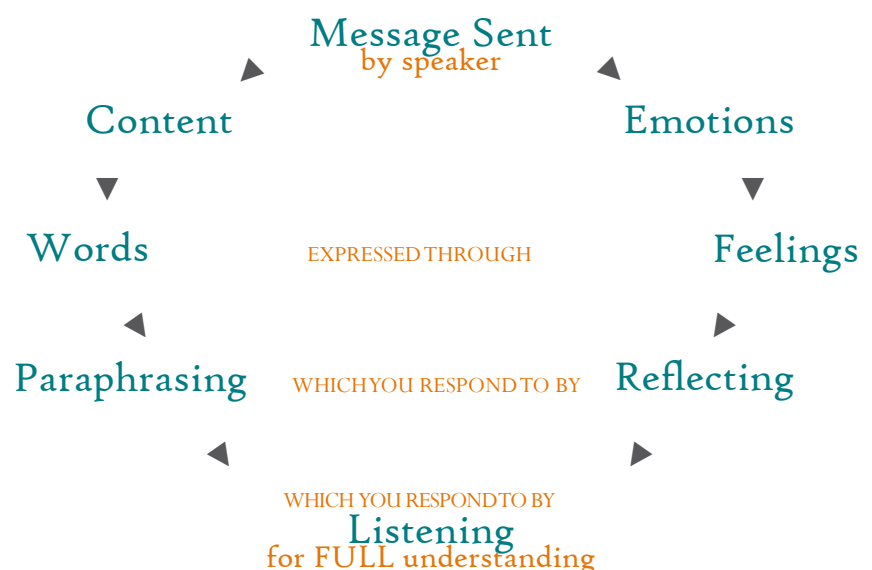 Message Sent
by speaker
Content
Emotions
Words
EXPRESSED THROUGH
Feelings
Paraphrasing
WHICH YOU RESPOND TO BY
Reflecting
WHICH YOU RESPOND TO BY
Listening
for FULL understanding